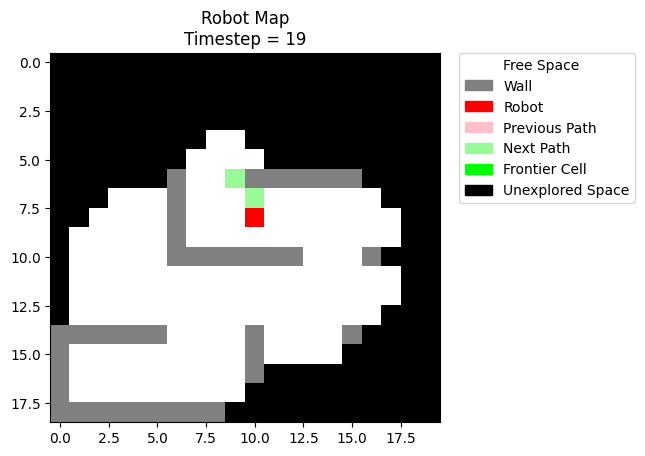 Robot Map
Timestep = 19
Free Space
Wall
Robot
Previous Path
Next Path
Frontier Cell
Unexplored Space
0.0
2.5
5.0
7.5
10.0
12.5
15.0
17.5
0.0 2.5 5.0 7.5 10.0 12.5 15.0 17.5